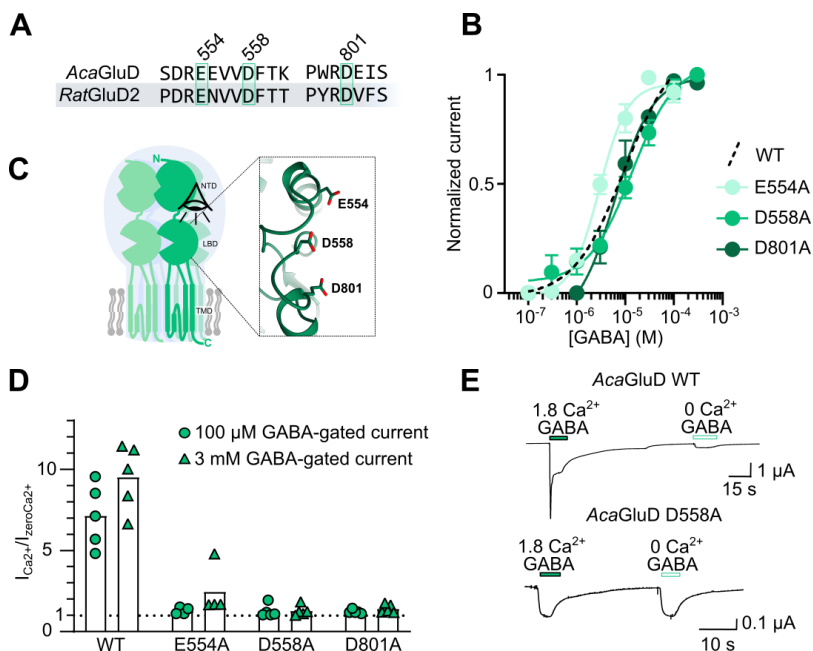 A
554 558 801
AcaGluD SDREEVVDFTK PWRDEIS
RatGluD2 PDRENVVDFTT PYRDVFS
B
Normalized current
1
0.5
0
10⁻⁷ 10⁻⁶ 10⁻⁵ 10⁻⁴ 10⁻³
[GABA] (M)
WT
E554A
D558A
D801A
C
N
NTD
LBD
TMD
C
E554
D558
D801
D
I_Ca2+/I_zeroCa2+
10
5
1
0
100 µM GABA-gated current
3 mM GABA-gated current
WT E554A D558A D801A
E
AcaGluD WT
1.8 Ca²⁺ 0 Ca²⁺
GABA GABA
1 µA
15 s
AcaGluD D558A
1.8 Ca²⁺ 0 Ca²⁺
GABA GABA
0.1 µA
10 s